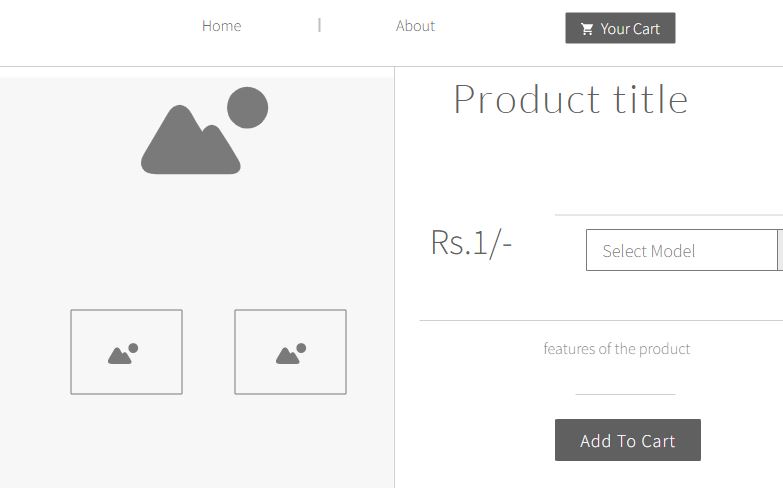 Home | About Your Cart
Product title
Rs.1/-
Select Model
features of the product
Add To Cart